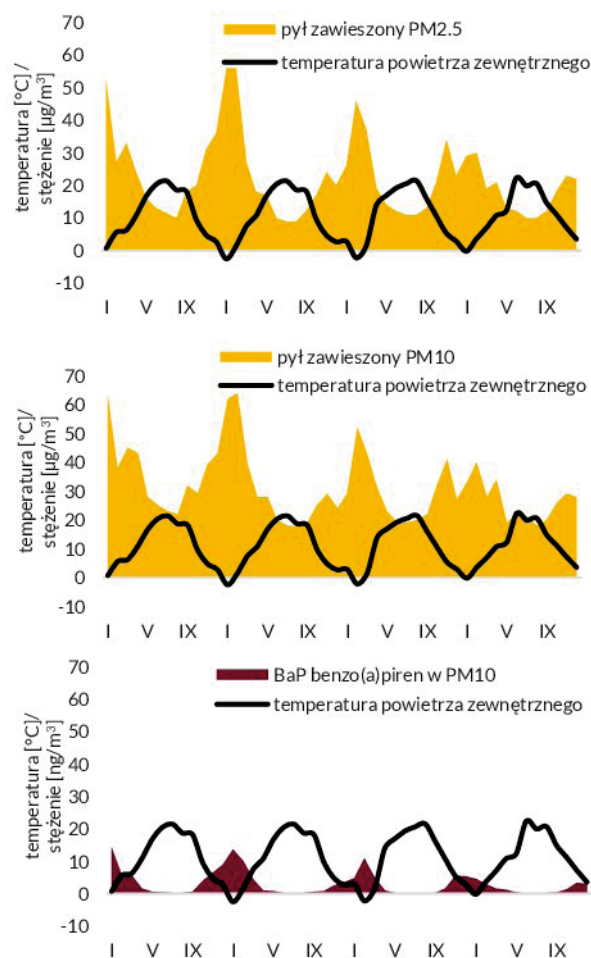 70
60
50
40
30
20
10
0
-10
temperatura [°C]/
stężenie [µg/m³]
pył zawieszony PM2.5
temperatura powietrza zewnętrznego
I V IX I V IX I V IX I V IX
70
60
50
40
30
20
10
0
-10
temperatura [°C]/
stężenie [µg/m³]
pył zawieszony PM10
temperatura powietrza zewnętrznego
I V IX I V IX I V IX I V IX
70
60
50
40
30
20
10
0
-10
temperatura [°C]/
stężenie [ng/m³]
BaP benzo(a)piren w PM10
temperatura powietrza zewnętrznego
I V IX I V IX I V IX I V IX